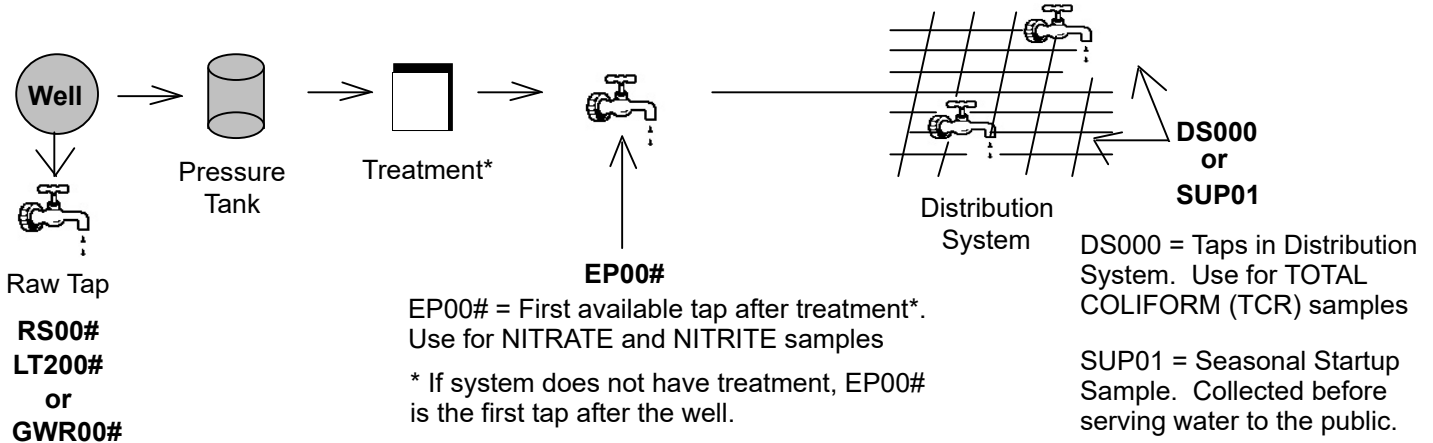 Well
Raw Tap
RS00#
LT200#
or
GWR00#
Pressure
Tank
Treatment*
EP00#
EP00# = First available tap after treatment*.
Use for NITRATE and NITRITE samples
* If system does not have treatment, EP00#
is the first tap after the well.
Distribution
System
DS000
or
SUP01
DS000 = Taps in Distribution
System. Use for TOTAL
COLIFORM (TCR) samples
SUP01 = Seasonal Startup
Sample. Collected before
serving water to the public.